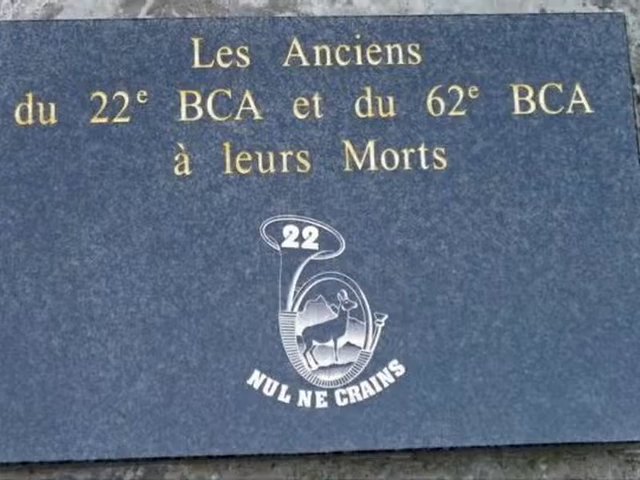 Les Anciens
du 22e BCA et du 62e BCA
à leurs Morts
22
NUL NE CRAINS